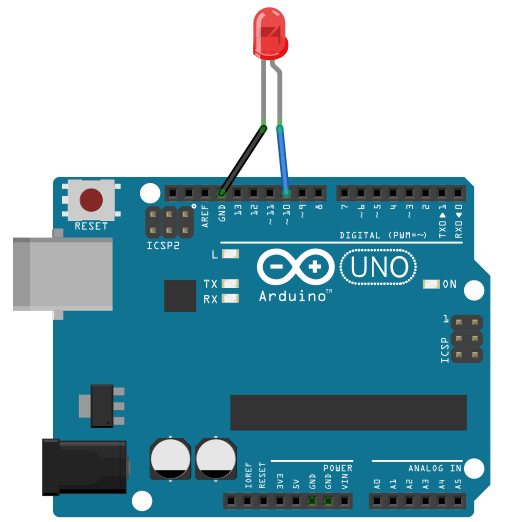 RESET
ICSP2
AREF
GND
13
12
~11
~10
~9
8
7
~6
~5
4
~3
2
TX0▶1
RX0◀0
DIGITAL (PWM=~)
L
TX
RX
UNO
Arduino™
ON
1
ICSP
POWER
ANALOG IN
IOREF
RESET
3V3
5V
GND
GND
VIN
A0
A1
A2
A3
A4
A5